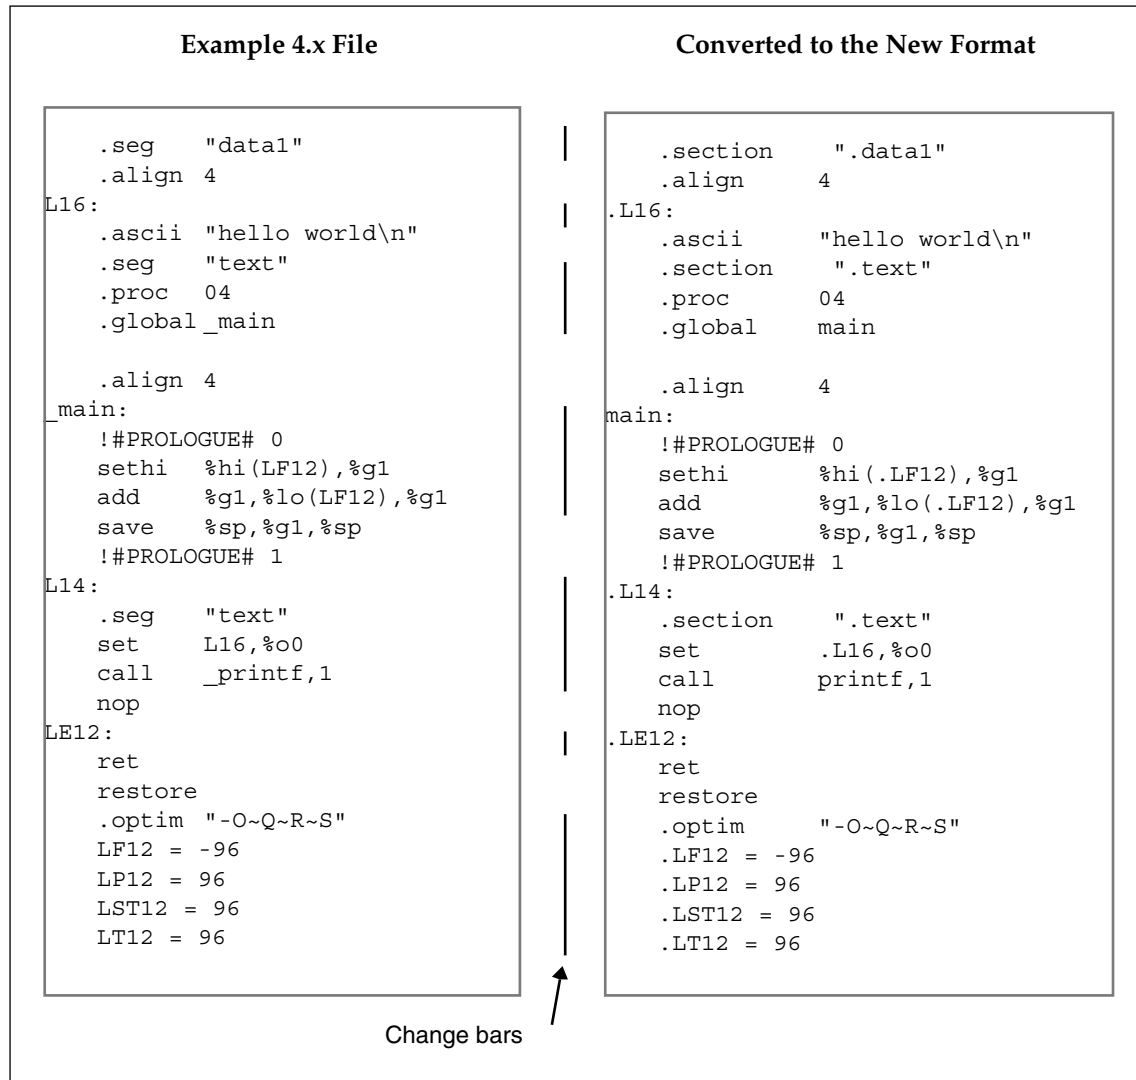 Example 4.x File
.seg "data1"
.align 4
L16:
.ascii "hello world\n"
.seg "text"
.proc 04
.global _main
.align 4
_main:
!#PROLOGUE# 0
sethi %hi(LF12),%g1
add %g1,%lo(LF12),%g1
save %sp,%g1,%sp
!#PROLOGUE# 1
L14:
.seg "text"
set L16,%o0
call _printf,1
nop
LE12:
ret
restore
.optim "-O~Q~R~S"
LF12 = -96
LP12 = 96
LST12 = 96
LT12 = 96
Converted to the New Format
.section ".data1"
.align 4
.L16:
.ascii "hello world\n"
.section ".text"
.proc 04
.global main
.align 4
main:
!#PROLOGUE# 0
sethi %hi(.LF12),%g1
add %g1,%lo(.LF12),%g1
save %sp,%g1,%sp
!#PROLOGUE# 1
.L14:
.section ".text"
set .L16,%o0
call printf,1
nop
.LE12:
ret
restore
.optim "-O~Q~R~S"
.LF12 = -96
.LP12 = 96
.LST12 = 96
.LT12 = 96
Change bars